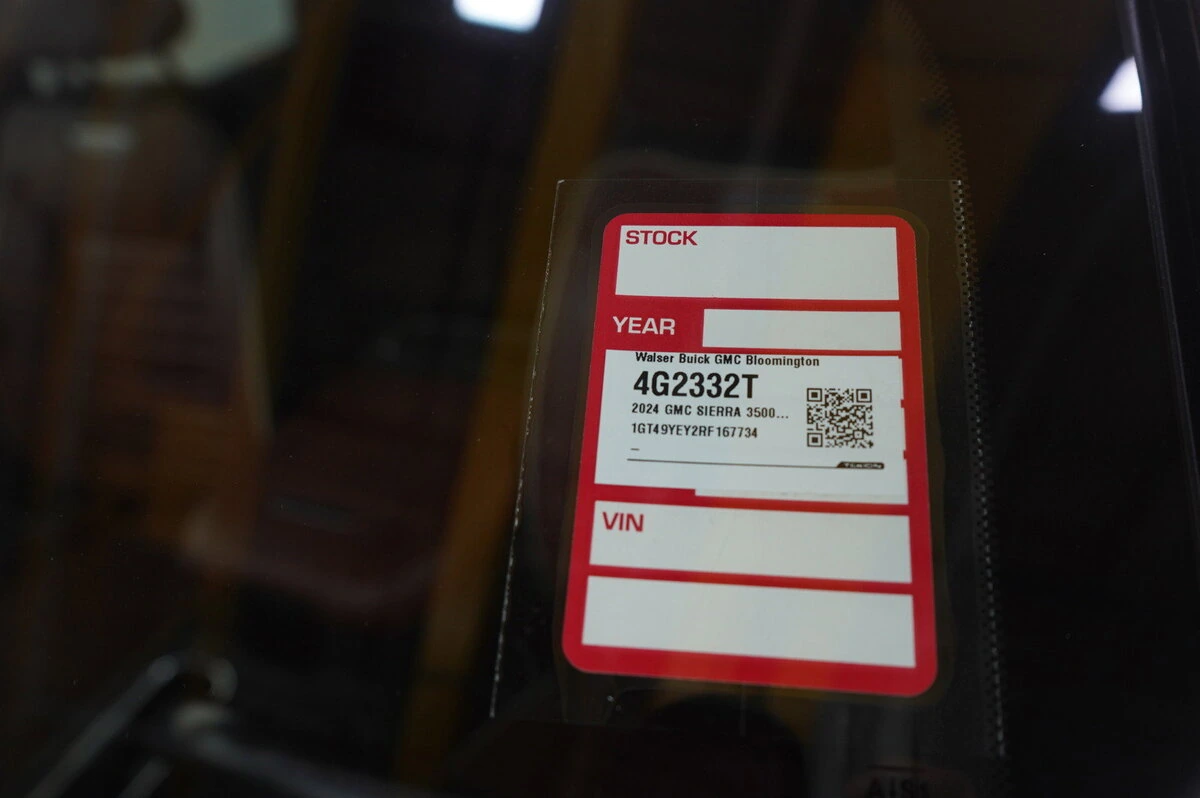 STOCK
YEAR
Walser Buick GMC Bloomington
4G2332T
2024 GMC SIERRA 3500...
1GT49YEY2RF167734
VIN